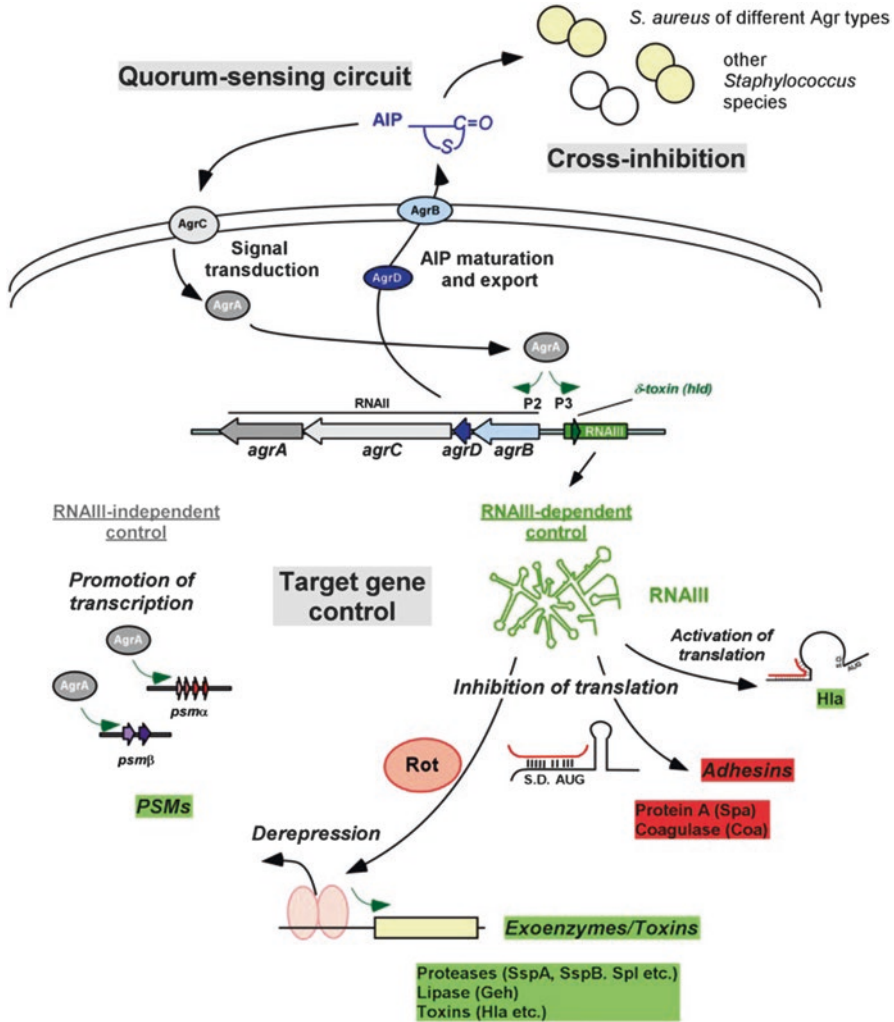 S. aureus of different Agr types
other
Staphylococcus
species
Quorum-sensing circuit
AIP
C=O
S
Cross-inhibition
AgrC
AgrB
Signal
transduction
AIP maturation
and export
AgrD
AgrA
AgrA
P2
P3
δ-toxin (hld)
RNAII
RNAIII
agrA
agrC
agrD
agrB
RNAIII-independent
control
RNAIII-dependent
control
Promotion of
transcription
Target gene
control
RNAIII
Activation of
translation
S.D.
AUG
Hla
AgrA
AgrA
psmα
psmβ
Inhibition of translation
Rot
S.D. AUG
Adhesins
PSMs
Protein A (Spa)
Coagulase (Coa)
Derepression
Exoenzymes/Toxins
Proteases (SspA, SspB. Spl etc.)
Lipase (Geh)
Toxins (Hla etc.)